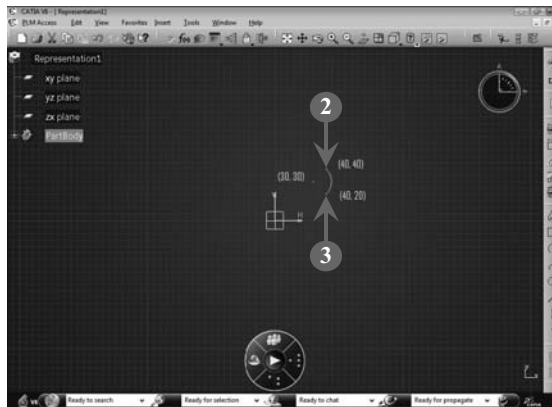 CATIA V6 - [Representation1]
PLM Access Edit View Favorites Insert Tools Window Help
Representation1
xy plane
yz plane
zx plane
PartBody
2
(40, 40)
(30, 30)
(40, 20)
V
H
3
V6
Ready to search
Ready for selection
Ready to chat
Ready for propagate